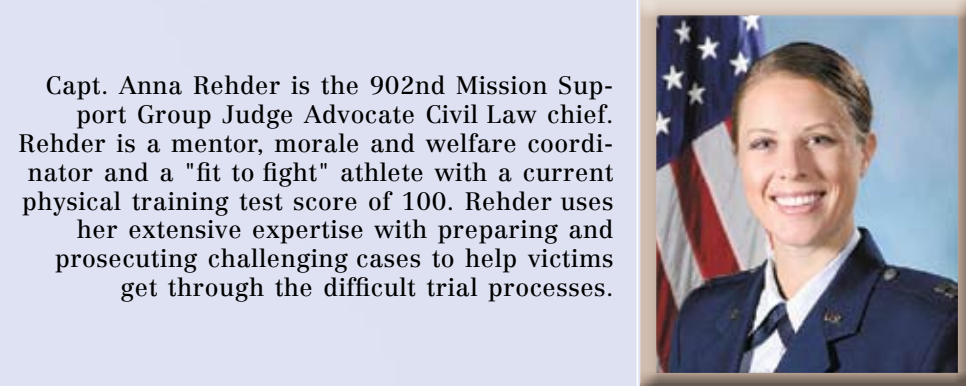 Capt. Anna Rehder is the 902nd Mission Sup-
port Group Judge Advocate Civil Law chief.
Rehder is a mentor, morale and welfare coordi-
nator and a "fit to fight" athlete with a current
physical training test score of 100. Rehder uses
her extensive expertise with preparing and
prosecuting challenging cases to help victims
get through the difficult trial processes.